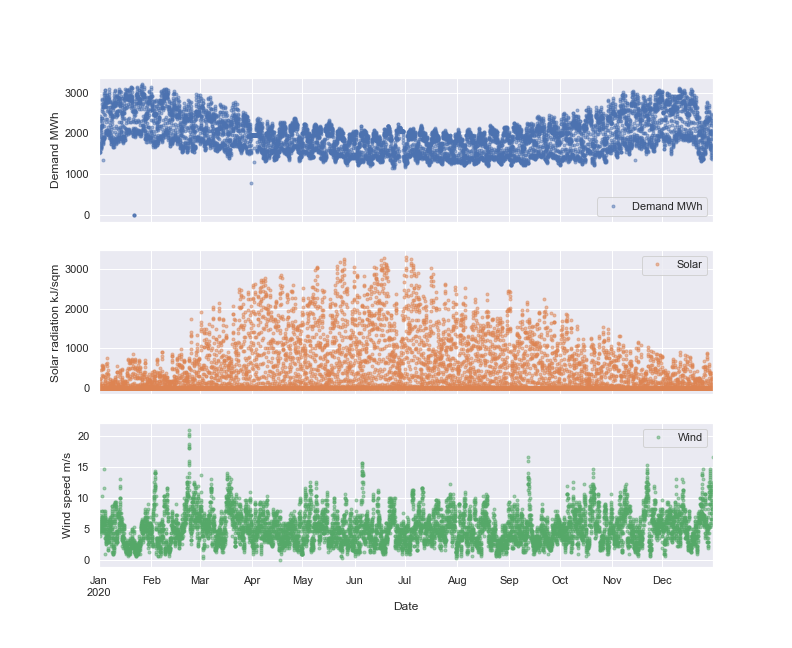 3000
2000
1000
0
Demand MWh
Demand MWh
3000
2000
1000
0
Solar radiation kJ/sqm
Solar
20
15
10
5
0
Wind speed m/s
Wind
Jan Feb Mar Apr May Jun Jul Aug Sep Oct Nov Dec
2020
Date